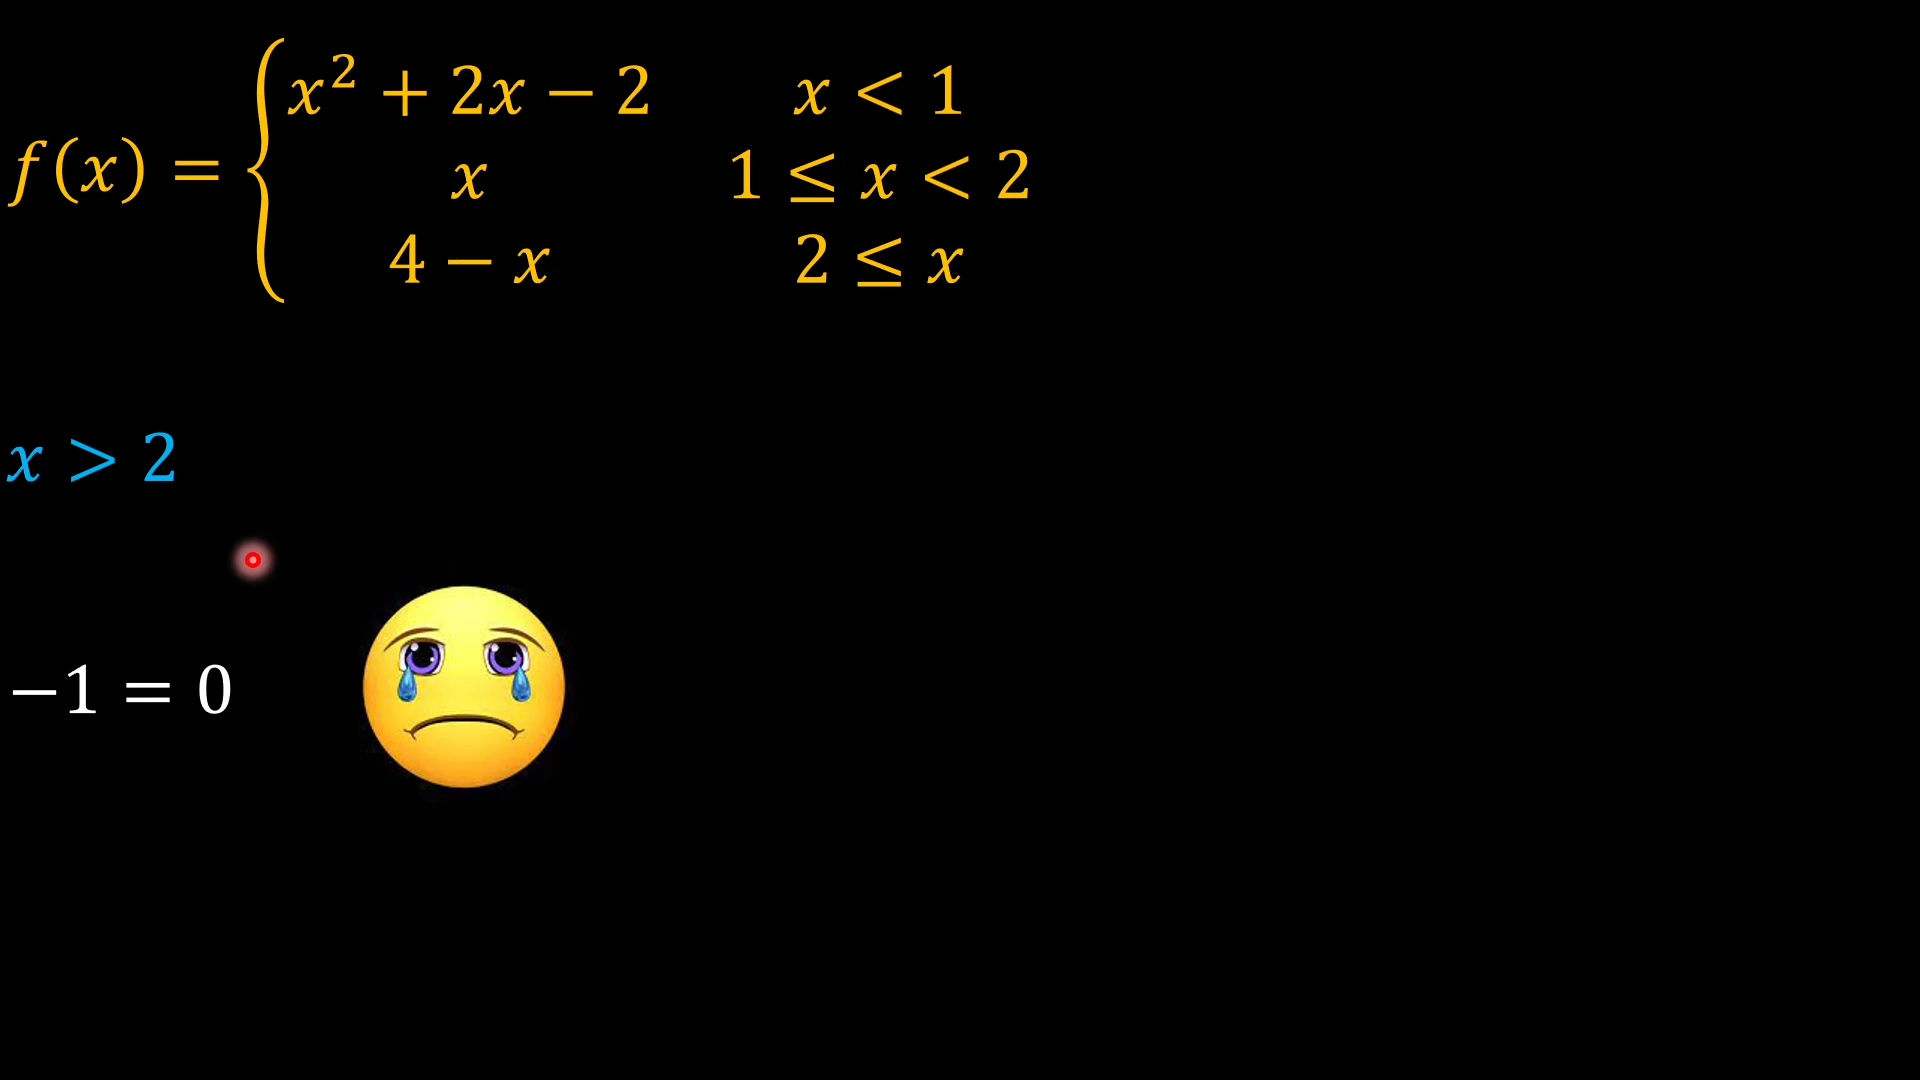 f(x) = { x² + 2x − 2 x < 1
x 1 ≤ x < 2
4 − x 2 ≤ x
x > 2
−1 = 0